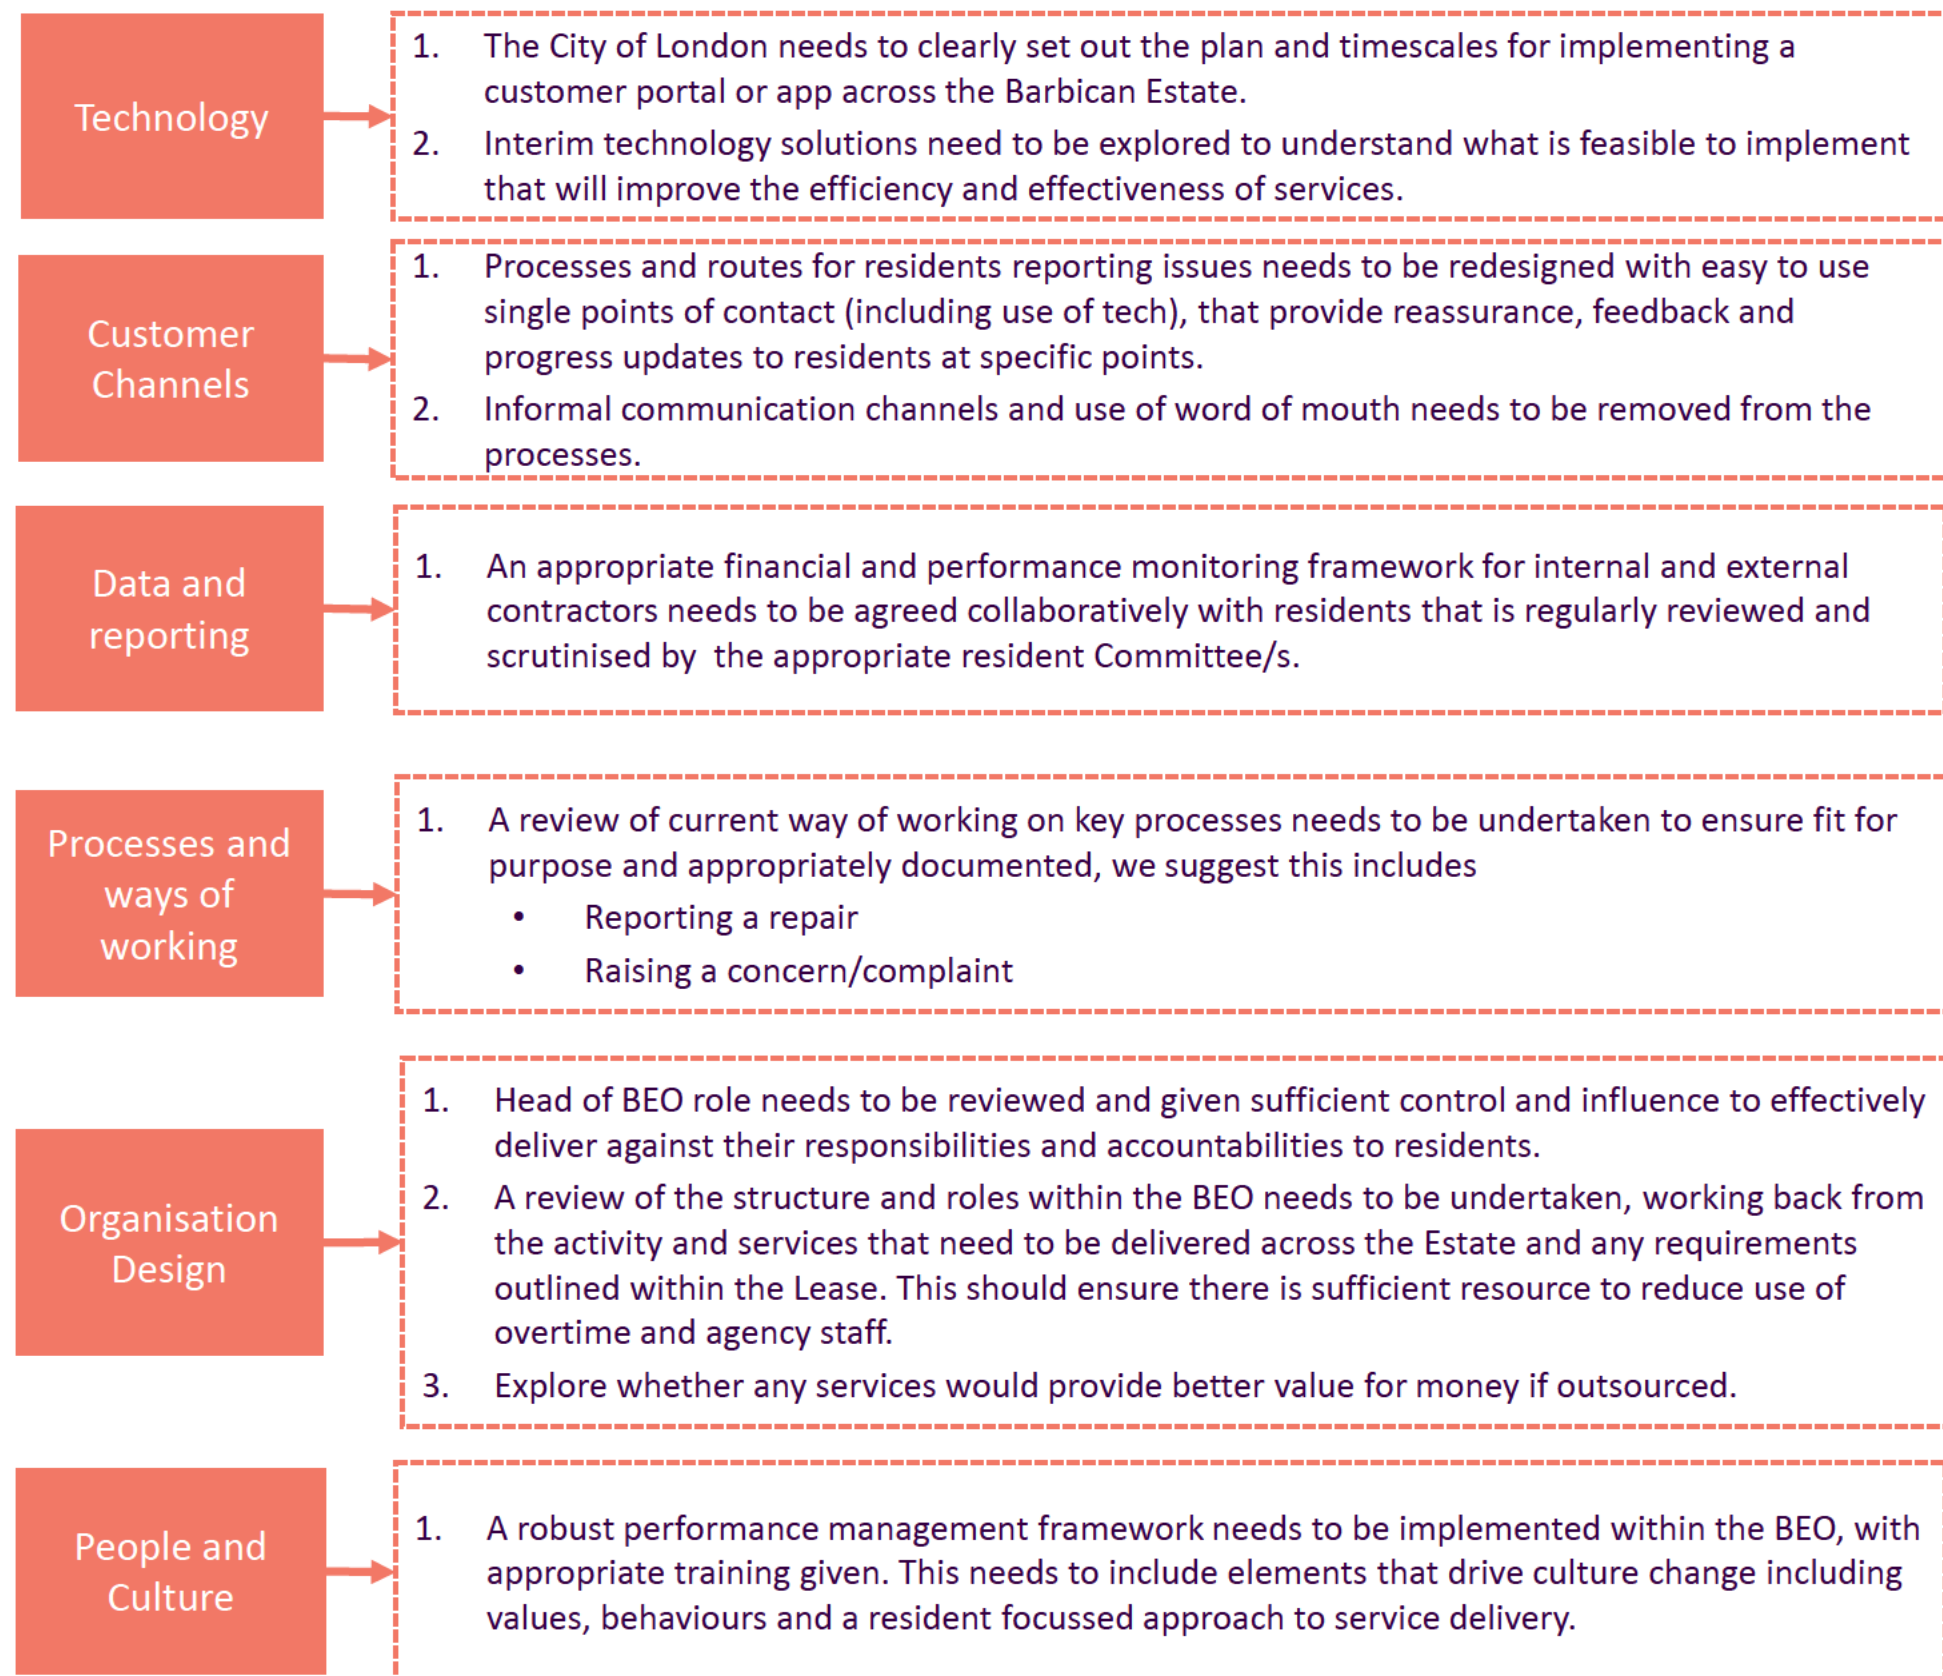 Technology
1. The City of London needs to clearly set out the plan and timescales for implementing a
customer portal or app across the Barbican Estate.
2. Interim technology solutions need to be explored to understand what is feasible to implement
that will improve the efficiency and effectiveness of services.
Customer
Channels
1. Processes and routes for residents reporting issues needs to be redesigned with easy to use
single points of contact (including use of tech), that provide reassurance, feedback and
progress updates to residents at specific points.
2. Informal communication channels and use of word of mouth needs to be removed from the
processes.
Data and
reporting
1. An appropriate financial and performance monitoring framework for internal and external
contractors needs to be agreed collaboratively with residents that is regularly reviewed and
scrutinised by  the appropriate resident Committee/s.
Processes and
ways of
working
1. A review of current way of working on key processes needs to be undertaken to ensure fit for
purpose and appropriately documented, we suggest this includes
• Reporting a repair
• Raising a concern/complaint
Organisation
Design
1. Head of BEO role needs to be reviewed and given sufficient control and influence to effectively
deliver against their responsibilities and accountabilities to residents.
2. A review of the structure and roles within the BEO needs to be undertaken, working back from
the activity and services that need to be delivered across the Estate and any requirements
outlined within the Lease. This should ensure there is sufficient resource to reduce use of
overtime and agency staff.
3. Explore whether any services would provide better value for money if outsourced.
People and
Culture
1. A robust performance management framework needs to be implemented within the BEO, with
appropriate training given. This needs to include elements that drive culture change including
values, behaviours and a resident focussed approach to service delivery.